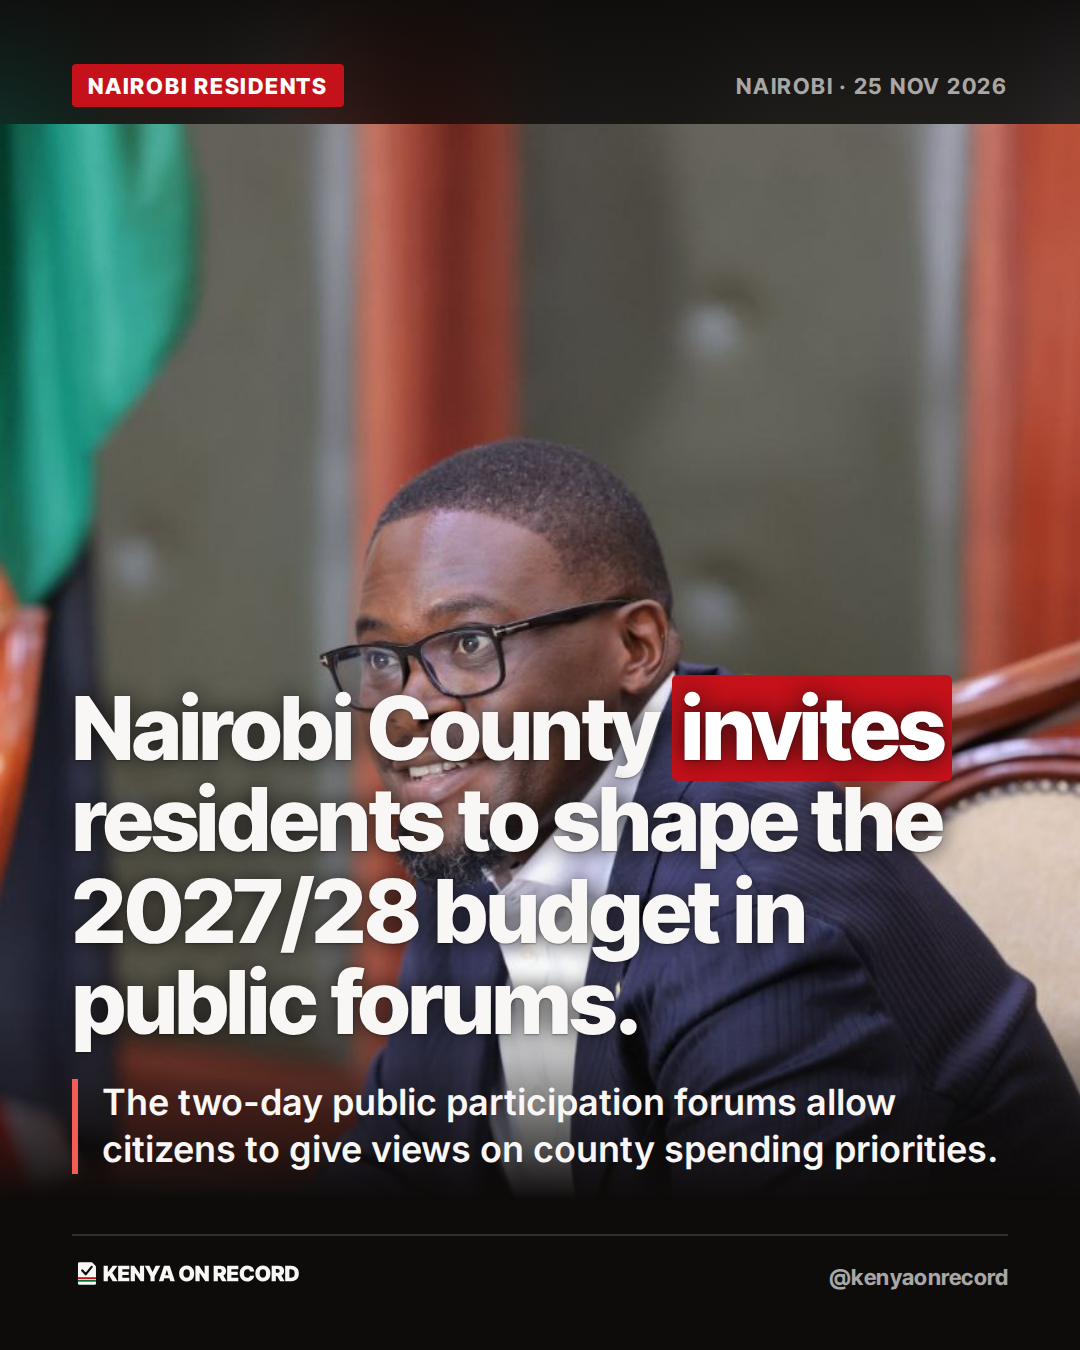 NAIROBI RESIDENTS
NAIROBI · 25 NOV 2026
Nairobi County invites
residents to shape the
2027/28 budget in
public forums.
The two-day public participation forums allow
citizens to give views on county spending priorities.
KENYA ON RECORD
@kenyaonrecord